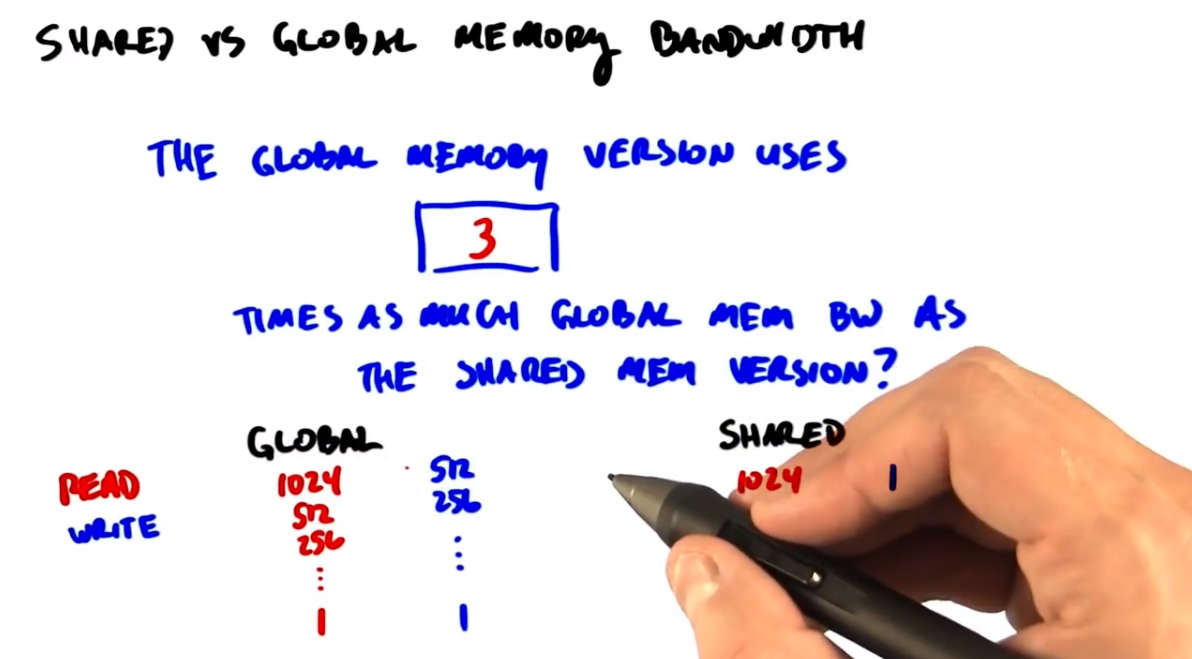 SHARED VS GLOBAL MEMORY BANDWIDTH
THE GLOBAL MEMORY VERSION USES
3
TIMES AS MUCH GLOBAL MEM BW AS
THE SHARED MEM VERSION?
GLOBAL SHARED
READ 1024 512 1024 1
WRITE 512 256
256 ⋮
⋮
1 1